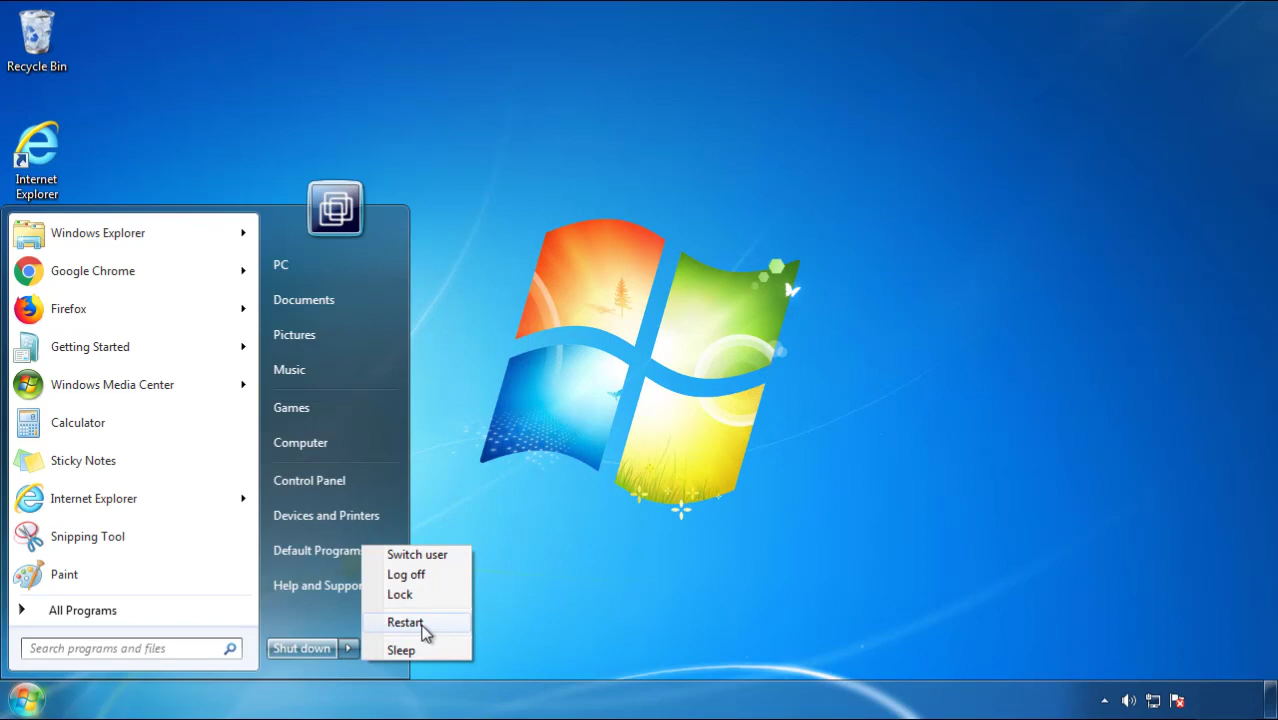 Recycle Bin
Internet
Explorer
Windows Explorer
Google Chrome
Firefox
Getting Started
Windows Media Center
Calculator
Sticky Notes
Internet Explorer
Snipping Tool
Paint
All Programs
Search programs and files
PC
Documents
Pictures
Music
Games
Computer
Control Panel
Devices and Printers
Default Program
Help and Suppor
Shut down
Switch user
Log off
Lock
Restart
Sleep